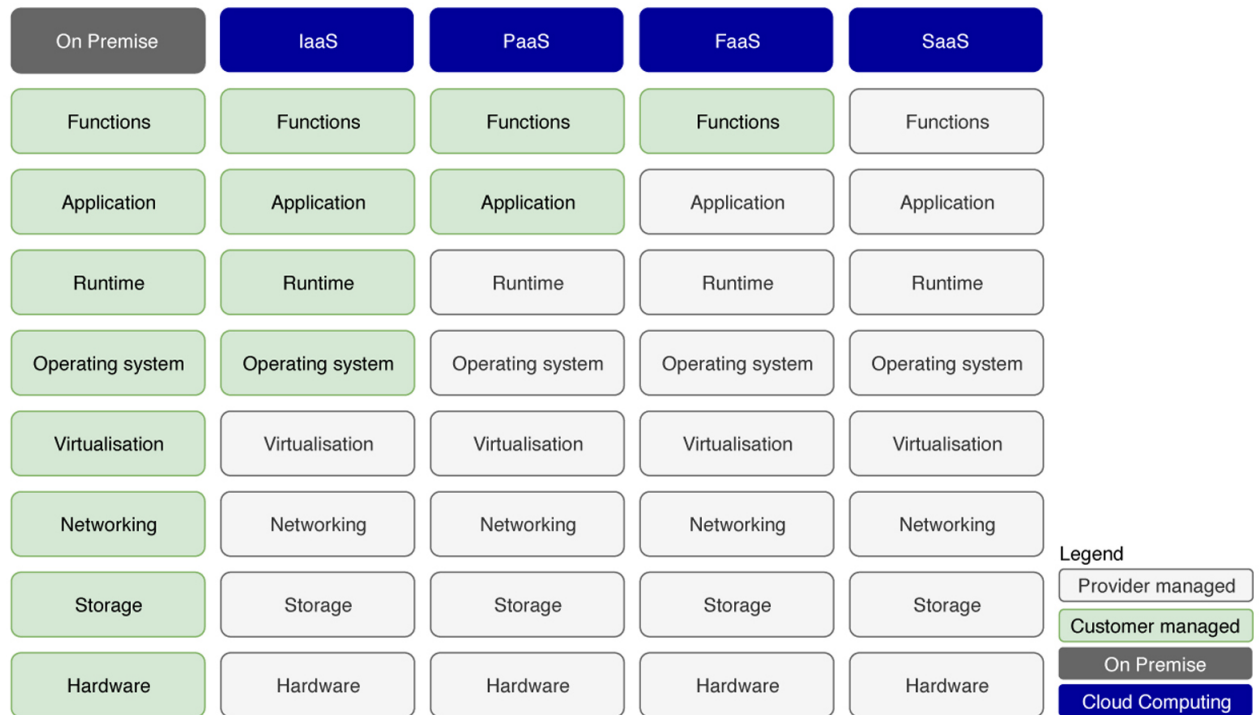 On Premise IaaS PaaS FaaS SaaS
Functions Functions Functions Functions Functions
Application Application Application Application Application
Runtime Runtime Runtime Runtime Runtime
Operating system Operating system Operating system Operating system Operating system
Virtualisation Virtualisation Virtualisation Virtualisation Virtualisation
Networking Networking Networking Networking Networking
Storage Storage Storage Storage Storage
Hardware Hardware Hardware Hardware Hardware
Legend
Provider managed
Customer managed
On Premise
Cloud Computing